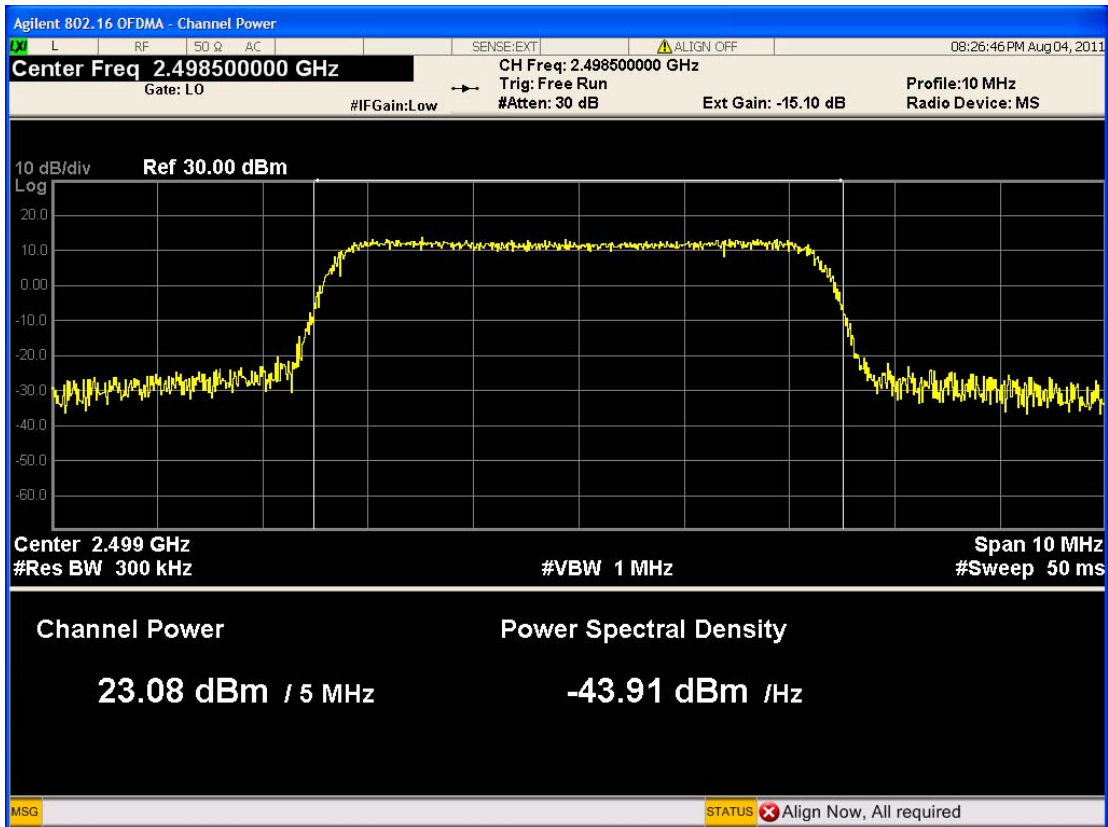 Agilent 802.16 OFDMA - Channel Power
LXI L RF 50 Ω AC SENSE:EXT ALIGN OFF 08:26:46 PM Aug 04, 2011
Center Freq 2.498500000 GHz
Gate: LO
#IFGain:Low
CH Freq: 2.498500000 GHz
Trig: Free Run
#Atten: 30 dB
Ext Gain: -15.10 dB
Profile:10 MHz
Radio Device: MS
10 dB/div Ref 30.00 dBm
Log
20.0
10.0
0.00
-10.0
-20.0
-30.0
-40.0
-50.0
-60.0
Center 2.499 GHz Span 10 MHz
#Res BW 300 kHz #VBW 1 MHz #Sweep 50 ms
Channel Power Power Spectral Density
23.08 dBm / 5 MHz -43.91 dBm /Hz
MSG STATUS Align Now, All required